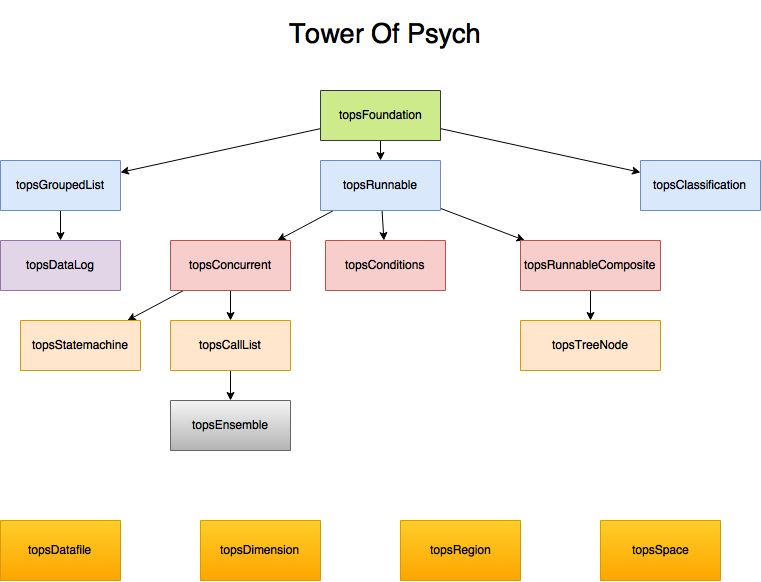 Tower Of Psych
topsFoundation
topsGroupedList
topsRunnable
topsClassification
topsDataLog
topsConcurrent
topsConditions
topsRunnableComposite
topsStatemachine
topsCallList
topsTreeNode
topsEnsemble
topsDatafile
topsDimension
topsRegion
topsSpace